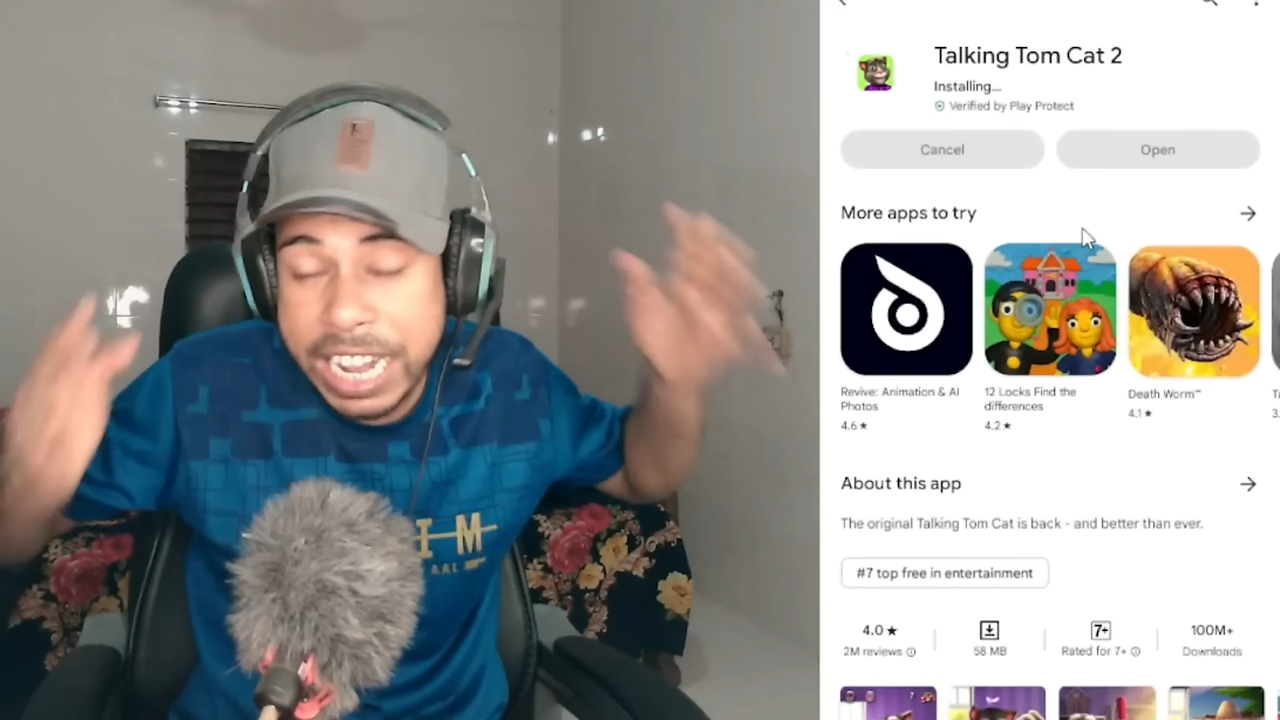 I M
AAL
Talking Tom Cat 2
Installing...
Verified by Play Protect
Cancel
Open
More apps to try
Revive: Animation & AI
Photos
4.6★
12 Locks Find the
differences
4.2★
Death Worm™
4.1★
3.
About this app
The original Talking Tom Cat is back - and better than ever.
#7 top free in entertainment
4.0★
2M reviews
58 MB
7+
Rated for 7+
100M+
Downloads